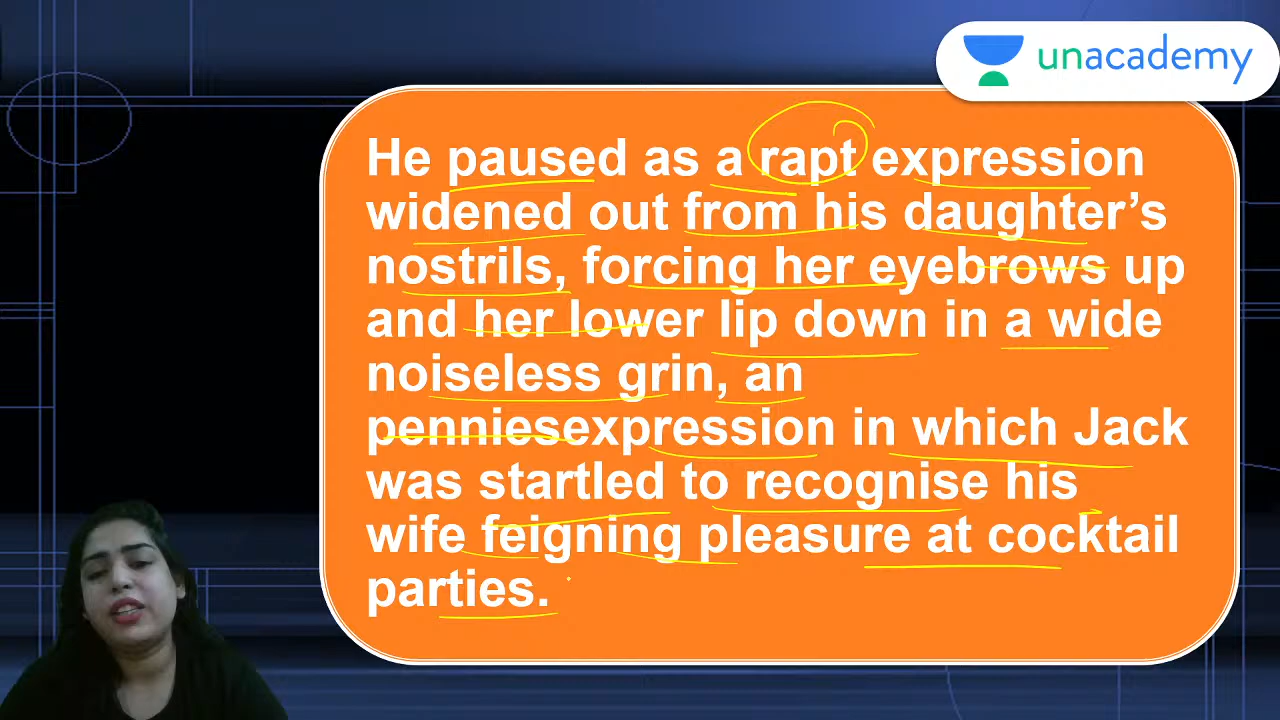 unacademy
He paused as a rapt expression
widened out from his daughter’s
nostrils, forcing her eyebrows up
and her lower lip down in a wide
noiseless grin, an
penniesexpression in which Jack
was startled to recognise his
wife feigning pleasure at cocktail
parties.